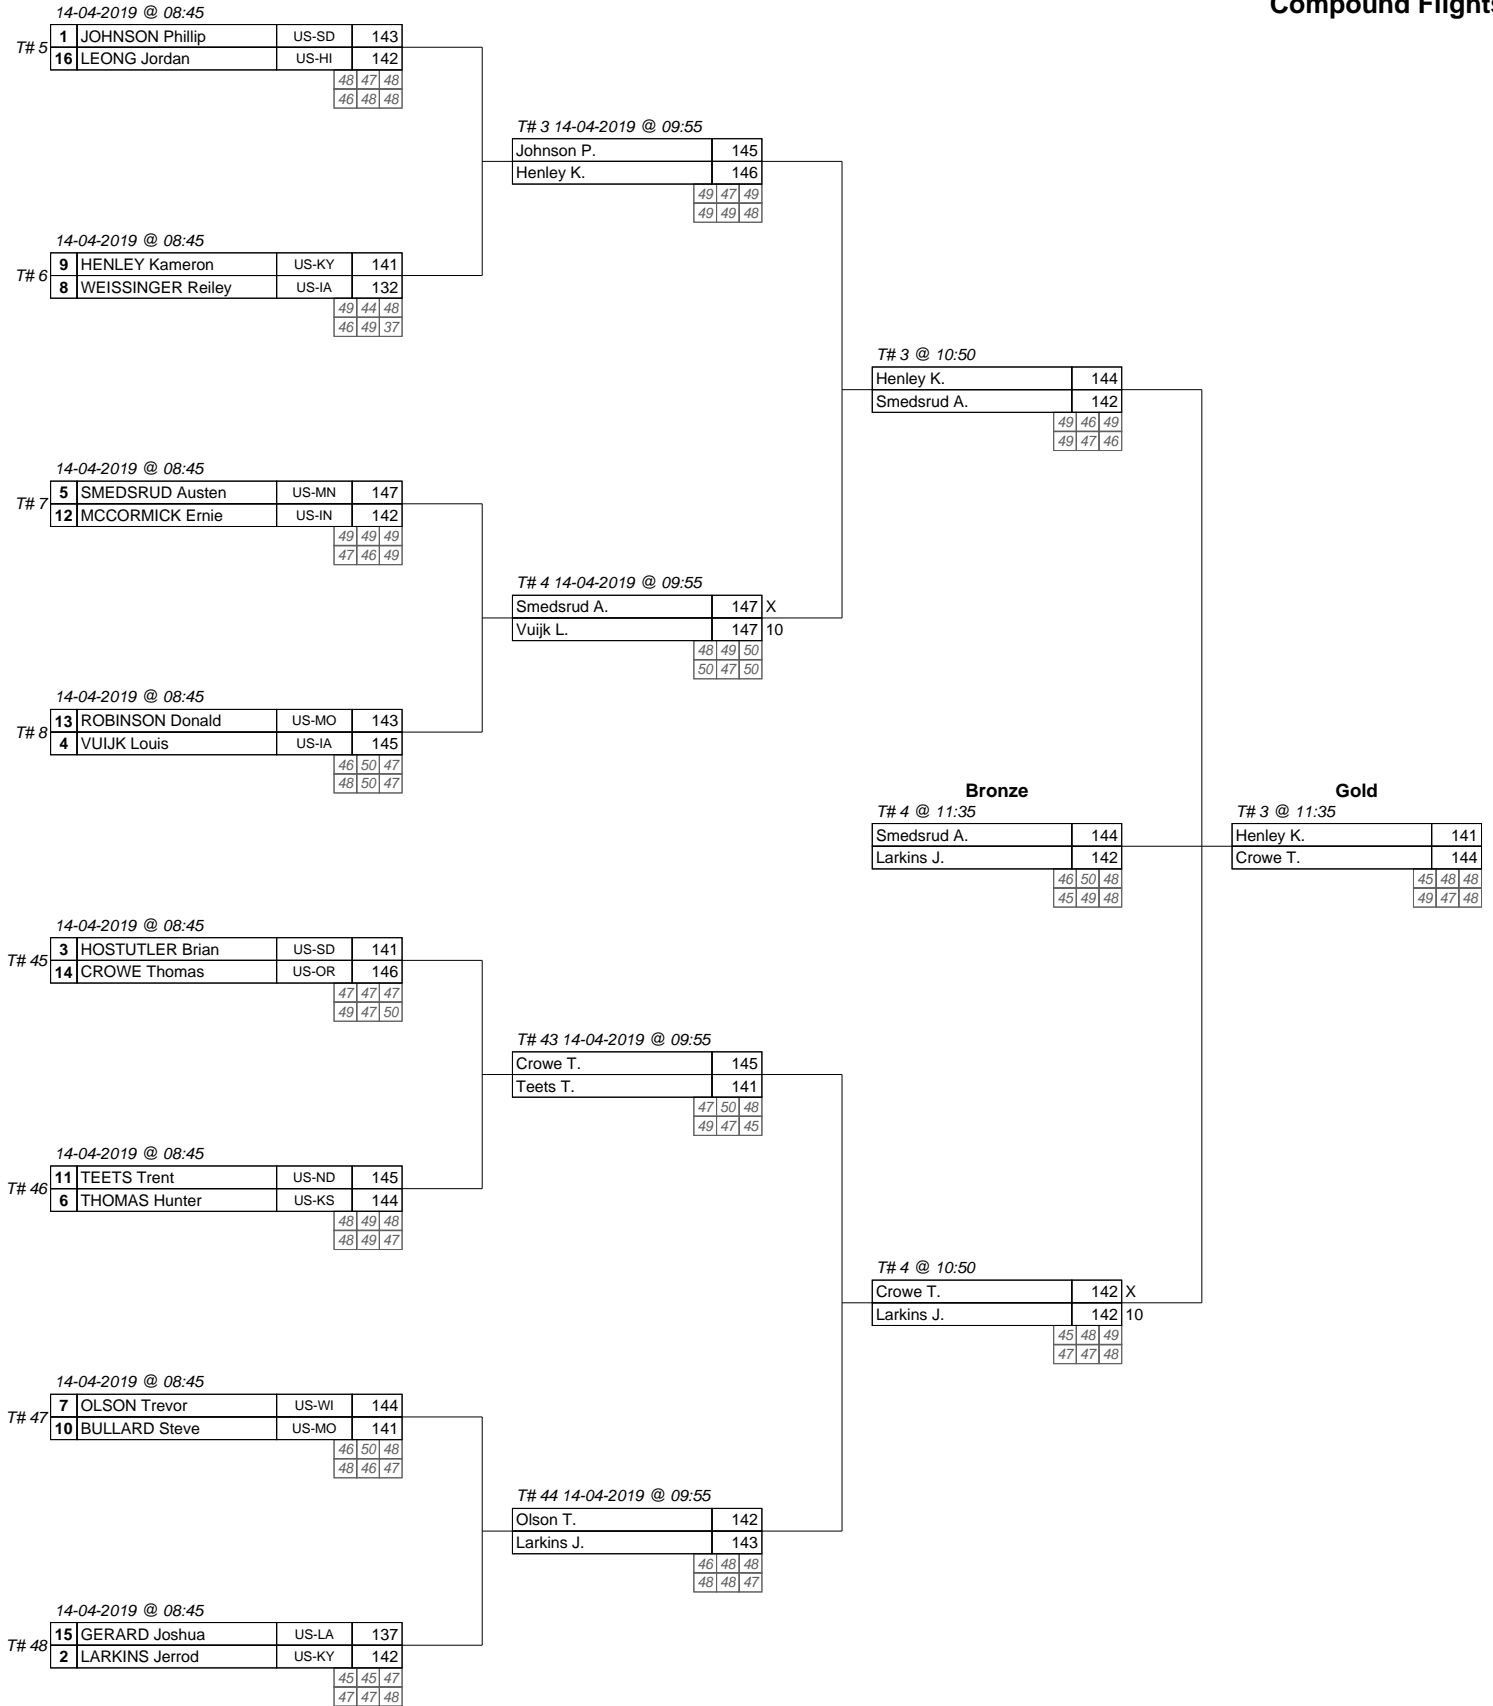 Compound Flights
14-04-2019 @ 08:45
T# 5
1 JOHNSON Phillip US-SD 143
16 LEONG Jordan US-HI 142
48 47 48
46 48 48
T# 3 14-04-2019 @ 09:55
Johnson P. 145
Henley K. 146
49 47 49
49 49 48
14-04-2019 @ 08:45
T# 6
9 HENLEY Kameron US-KY 141
8 WEISSINGER Reiley US-IA 132
49 44 48
46 49 37
T# 3 @ 10:50
Henley K. 144
Smedsrud A. 142
49 46 49
49 47 46
14-04-2019 @ 08:45
T# 7
5 SMEDSRUD Austen US-MN 147
12 MCCORMICK Ernie US-IN 142
49 49 49
47 46 49
T# 4 14-04-2019 @ 09:55
Smedsrud A. 147 X
Vuijk L. 147 10
48 49 50
50 47 50
14-04-2019 @ 08:45
T# 8
13 ROBINSON Donald US-MO 143
4 VUIJK Louis US-IA 145
46 50 47
48 50 47
Bronze
T# 4 @ 11:35
Smedsrud A. 144
Larkins J. 142
46 50 48
45 49 48
Gold
T# 3 @ 11:35
Henley K. 141
Crowe T. 144
45 48 48
49 47 48
14-04-2019 @ 08:45
T# 45
3 HOSTUTLER Brian US-SD 141
14 CROWE Thomas US-OR 146
47 47 47
49 47 50
T# 43 14-04-2019 @ 09:55
Crowe T. 145
Teets T. 141
47 50 48
49 47 45
14-04-2019 @ 08:45
T# 46
11 TEETS Trent US-ND 145
6 THOMAS Hunter US-KS 144
48 49 48
48 49 47
T# 4 @ 10:50
Crowe T. 142 X
Larkins J. 142 10
45 48 49
47 47 48
14-04-2019 @ 08:45
T# 47
7 OLSON Trevor US-WI 144
10 BULLARD Steve US-MO 141
46 50 48
48 46 47
T# 44 14-04-2019 @ 09:55
Olson T. 142
Larkins J. 143
46 48 48
48 48 47
14-04-2019 @ 08:45
T# 48
15 GERARD Joshua US-LA 137
2 LARKINS Jerrod US-KY 142
45 45 47
47 47 48